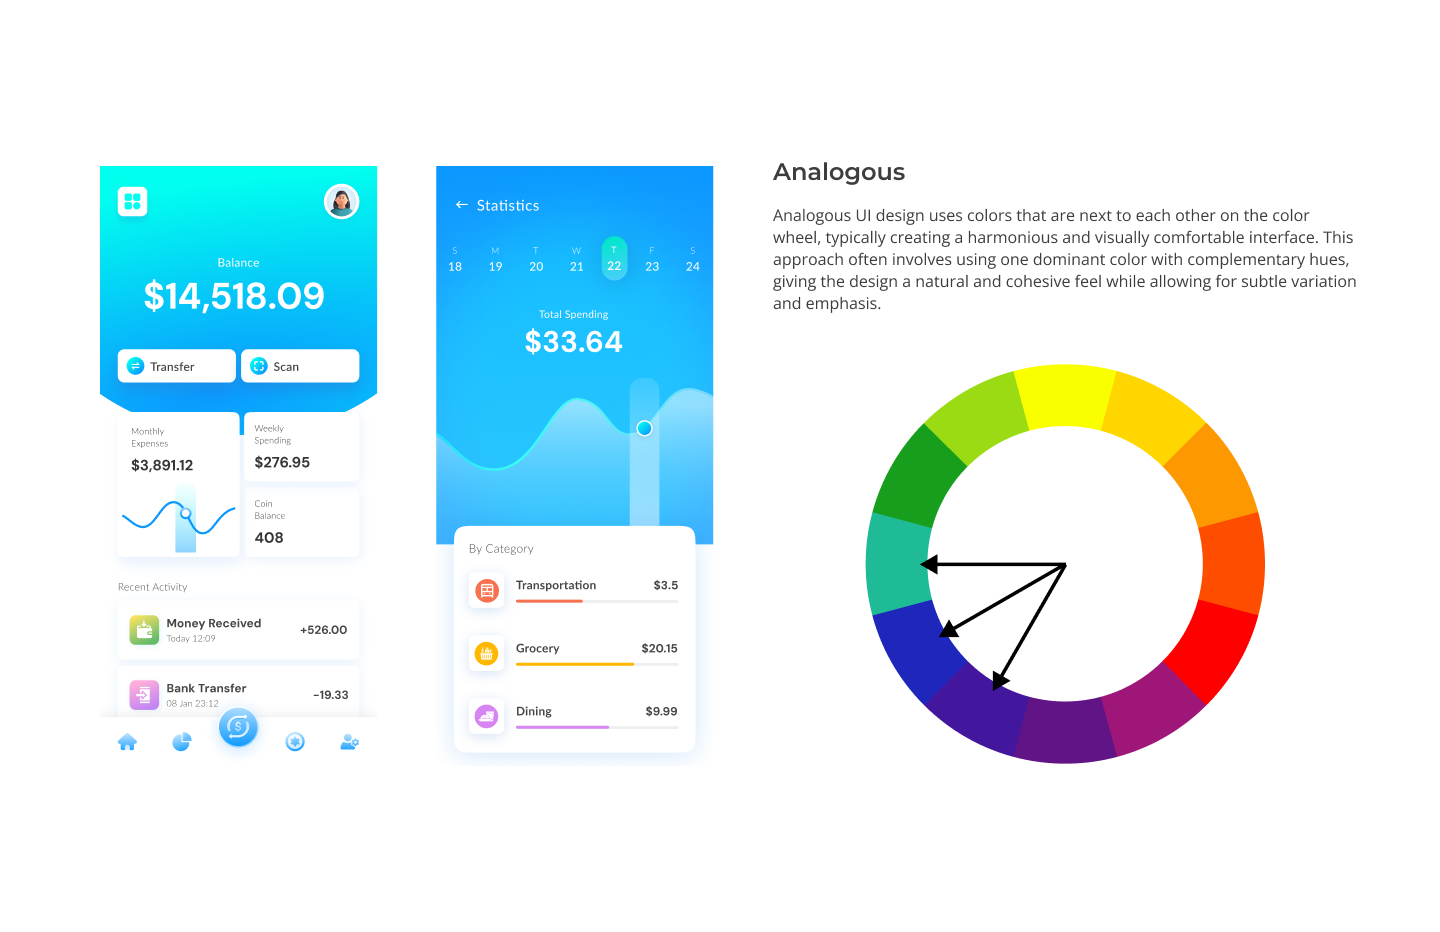 Balance
$14,518.09
Transfer
Scan
Monthly
Expenses
$3,891.12
Weekly
Spending
$276.95
Coin
Balance
408
Recent Activity
Money Received
Today 12:09
+526.00
Bank Transfer
08 Jan 23:12
-19.33
$
Statistics
S M T W T F S
18 19 20 21 22 23 24
Total Spending
$33.64
By Category
Transportation $3.5
Grocery $20.15
Dining $9.99
Analogous
Analogous UI design uses colors that are next to each other on the color
wheel, typically creating a harmonious and visually comfortable interface. This
approach often involves using one dominant color with complementary hues,
giving the design a natural and cohesive feel while allowing for subtle variation
and emphasis.